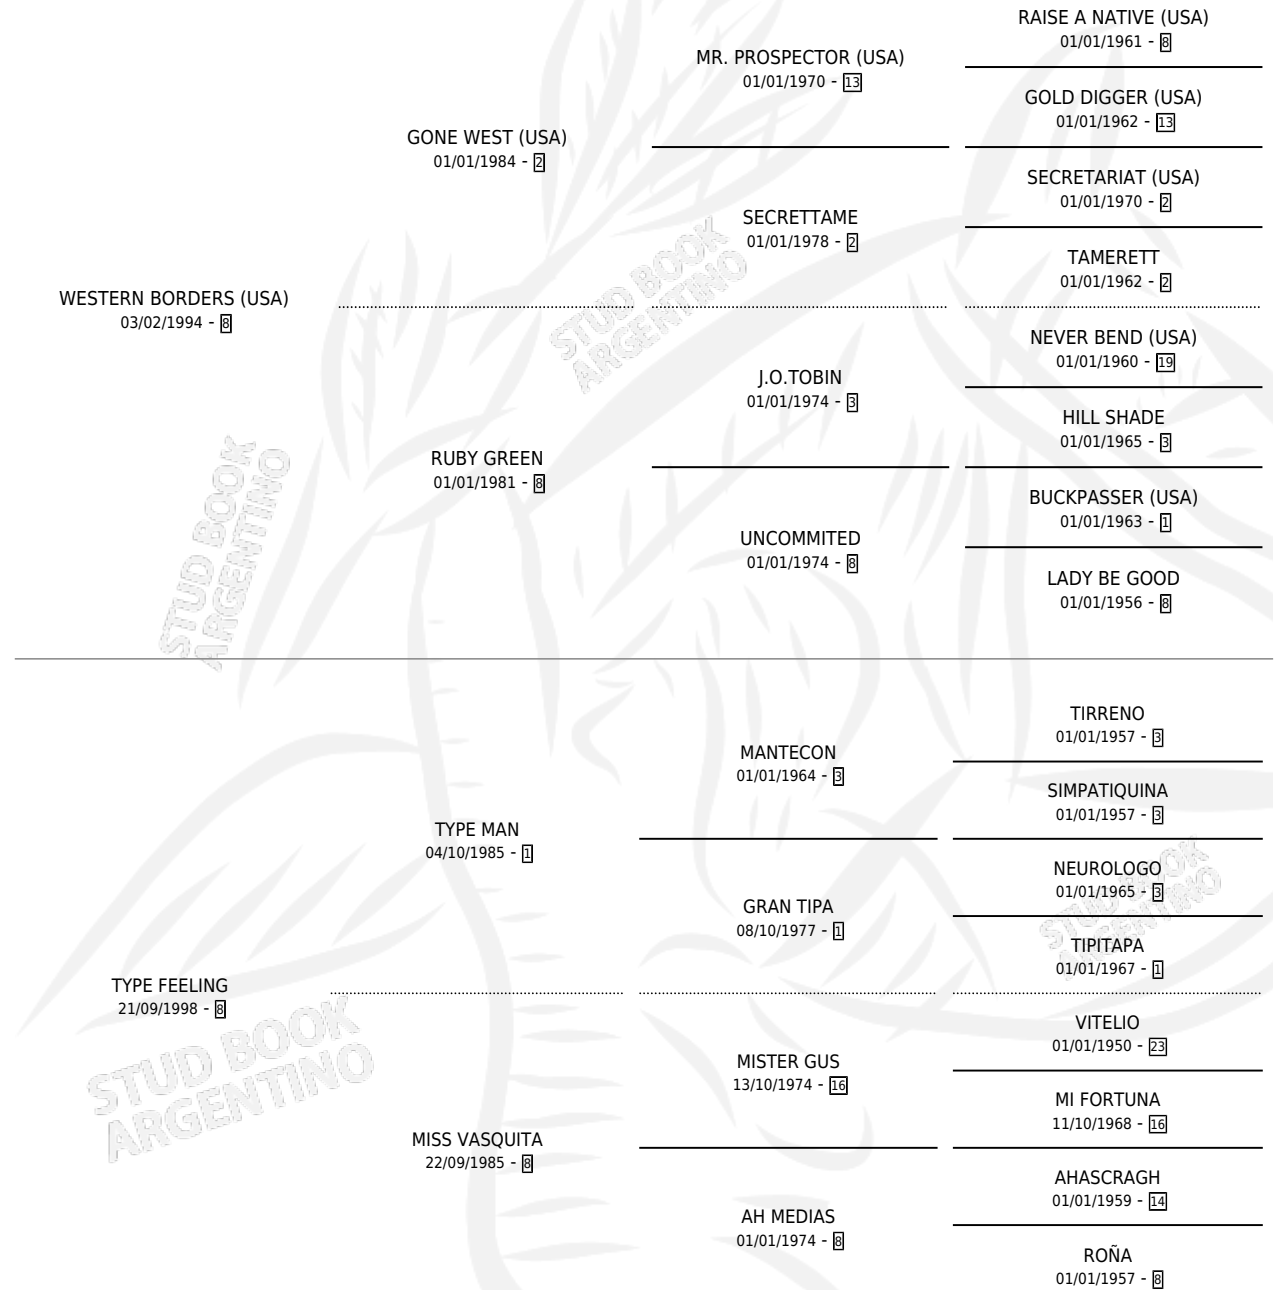 RAISE A NATIVE (USA)
01/01/1961 - 8
MR. PROSPECTOR (USA)
01/01/1970 - 13
GOLD DIGGER (USA)
01/01/1962 - 13
GONE WEST (USA)
01/01/1984 - 2
SECRETARIAT (USA)
01/01/1970 - 2
SECRETTAME
01/01/1978 - 2
TAMERETT
01/01/1962 - 2
WESTERN BORDERS (USA)
03/02/1994 - 8
NEVER BEND (USA)
01/01/1960 - 19
J.O.TOBIN
01/01/1974 - 3
HILL SHADE
01/01/1965 - 3
RUBY GREEN
01/01/1981 - 8
BUCKPASSER (USA)
01/01/1963 - 1
UNCOMMITED
01/01/1974 - 8
LADY BE GOOD
01/01/1956 - 8
TIRRENO
01/01/1957 - 3
MANTECON
01/01/1964 - 3
SIMPATIQUINA
01/01/1957 - 3
TYPE MAN
04/10/1985 - 1
NEUROLOGO
01/01/1965 - 3
GRAN TIPA
08/10/1977 - 1
TIPITAPA
01/01/1967 - 1
TYPE FEELING
21/09/1998 - 8
VITELIO
01/01/1950 - 23
MISTER GUS
13/10/1974 - 16
MI FORTUNA
11/10/1968 - 16
MISS VASQUITA
22/09/1985 - 8
AHASCRAGH
01/01/1959 - 14
AH MEDIAS
01/01/1974 - 8
ROÑA
01/01/1957 - 8
STUD BOOK
ARGENTINO
STUD BOOK
ARGENTINO
STUD BOOK
ARGENTINO
STUD BOOK
ARGENTINO